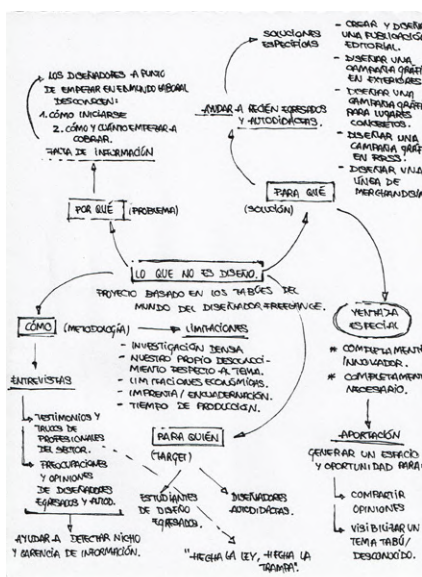 LOS DISEÑADORES A PUNTO
DE EMPEZAR EN EL MUNDO LABORAL
DESCONOCEN:
1. CÓMO INICIARSE
2. CÓMO Y CUÁNTO EMPEZAR A
COBRAR.
FALTA DE INFORMACIÓN
POR QUÉ (PROBLEMA)
SOLUCIONES
ESPECÍFICAS
- CREAR Y DISEÑAR
UNA PUBLICACIÓN
EDITORIAL.
- DISEÑAR UNA
CAMPAÑA GRÁFI
EN EXTERIORES
- DISEÑAR UNA
CAMPAÑA GRÁFI
PARA LUGARES
CONCRETOS.
- DISEÑAR UNA
CAMPAÑA GRÁF
EN RRSS.
- DISEÑAR UNA
LÍNEA DE
MERCHANDISIN
AYUDAR A RECIÉN EGRESADOS
Y AUTODIDACTAS.
PARA QUÉ
(SOLUCIÓN)
LO QUE NO ES DISEÑO.
PROYECTO BASADO EN LOS TABÚES DEL
MUNDO DEL DISEÑADOR FREELANCE.
CÓMO (METODOLOGÍA) → LIMITACIONES
- INVESTIGACIÓN DENSA
- NUESTRO PROPIO DESCONOCI-
MIENTO RESPECTO AL TEMA.
- LIMITACIONES ECONÓMICAS.
- IMPRENTA / ENCUADERNACIÓN.
- TIEMPO DE PRODUCCIÓN.
ENTREVISTAS
TESTIMONIOS Y
TRUCOS DE
PROFESIONALES
DEL SECTOR.
PREOCUPACIONES
Y OPINIONES
DE DISEÑADORES
EGRESADOS Y AUTOD.
AYUDAR A DETECTAR NICHO
Y CARENCIA DE INFORMACIÓN.
PARA QUIÉN
(TARGET)
ESTUDIANTES
DE DISEÑO
EGRESADOS.
DISEÑADORES
AUTODIDACTAS.
"HECHA LA LEY, HECHA LA
TRAMPA".
VENTAJA
ESPECIAL
* COMPLETAMENTE
INNOVADOR.
* COMPLETAMENTE
NECESARIO.
APORTACIÓN
GENERAR UN ESPACIO
Y OPORTUNIDAD PARA:
COMPARTIR
OPINIONES
VISIBILIZAR UN
TEMA TABÚ/
DESCONOCIDO.